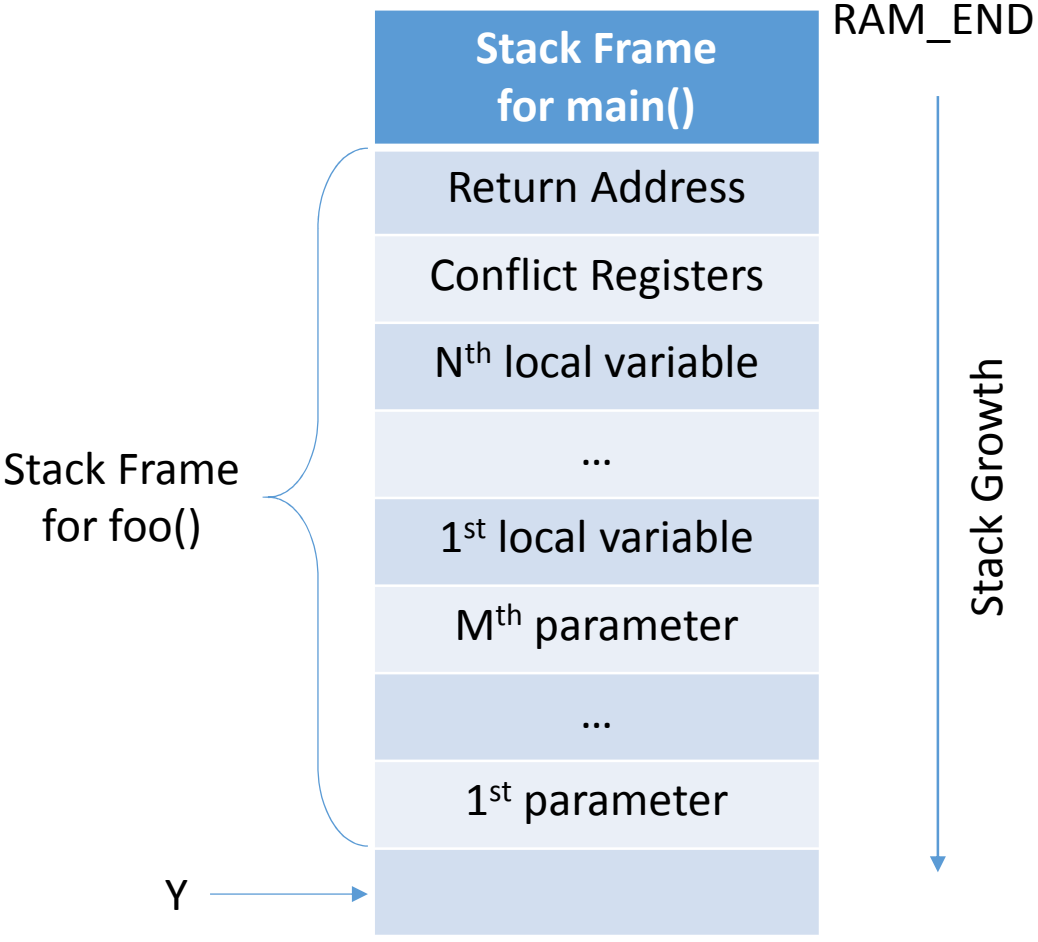 RAM_END
Stack Frame
for main()
Return Address
Conflict Registers
Nth local variable
...
Stack Frame
for foo()
1st local variable
Mth parameter
...
1st parameter
Y
Stack Growth